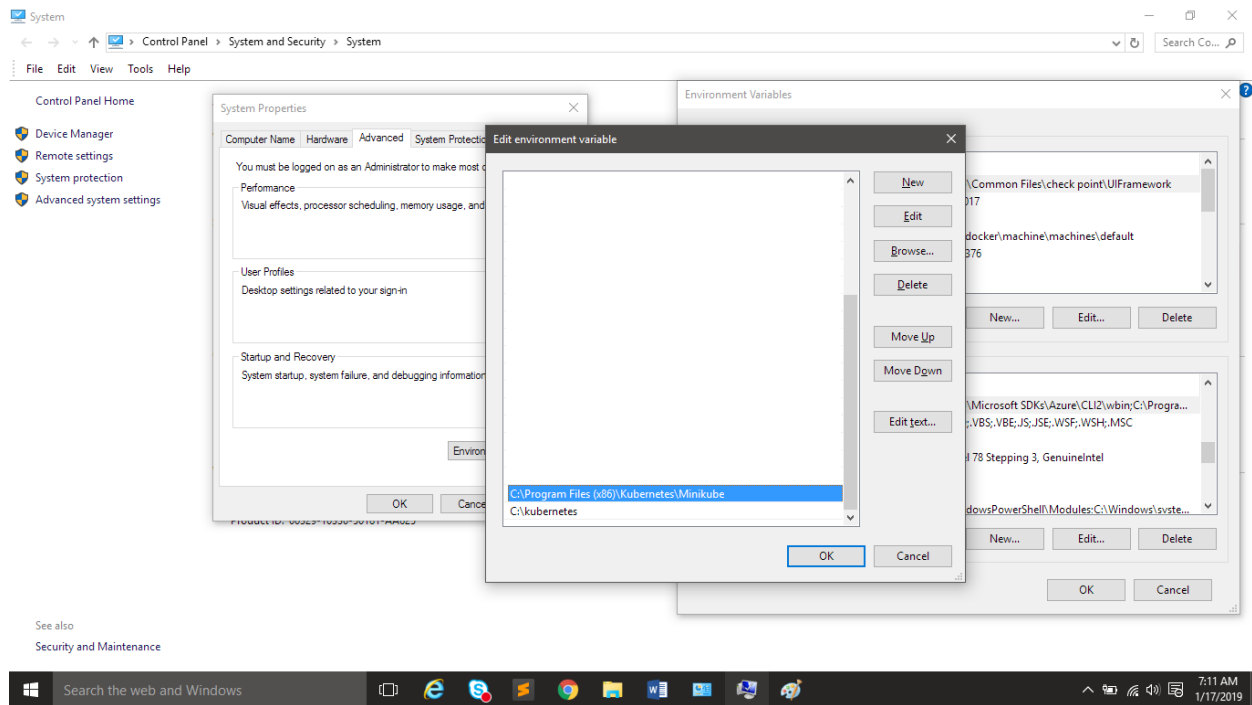 System
Control Panel > System and Security > System
Search Co...
File Edit View Tools Help
Control Panel Home
Device Manager
Remote settings
System protection
Advanced system settings
See also
Security and Maintenance
System Properties
Computer Name Hardware Advanced System Protectio
You must be logged on as an Administrator to make most c
Performance
Visual effects, processor scheduling, memory usage, and
User Profiles
Desktop settings related to your sign-in
Startup and Recovery
System startup, system failure, and debugging information
Environ
OK Cance
Edit environment variable
C:\Program Files (x86)\Kubernetes\Minikube
C:\kubernetes
New
Edit
Browse...
Delete
Move Up
Move Down
Edit text...
OK Cancel
Environment Variables
\Common Files\check point\UIFramework
017
docker\machine\machines\default
376
New... Edit... Delete
\Microsoft SDKs\Azure\CLI2\wbin;C:\Progra...
;.VBS;.VBE;.JS;.JSE;.WSF;.WSH;.MSC
l 78 Stepping 3, GenuineIntel
dowsPowerShell\Modules;C:\Windows\syste...
New... Edit... Delete
OK Cancel
Search the web and Windows
7:11 AM
1/17/2019